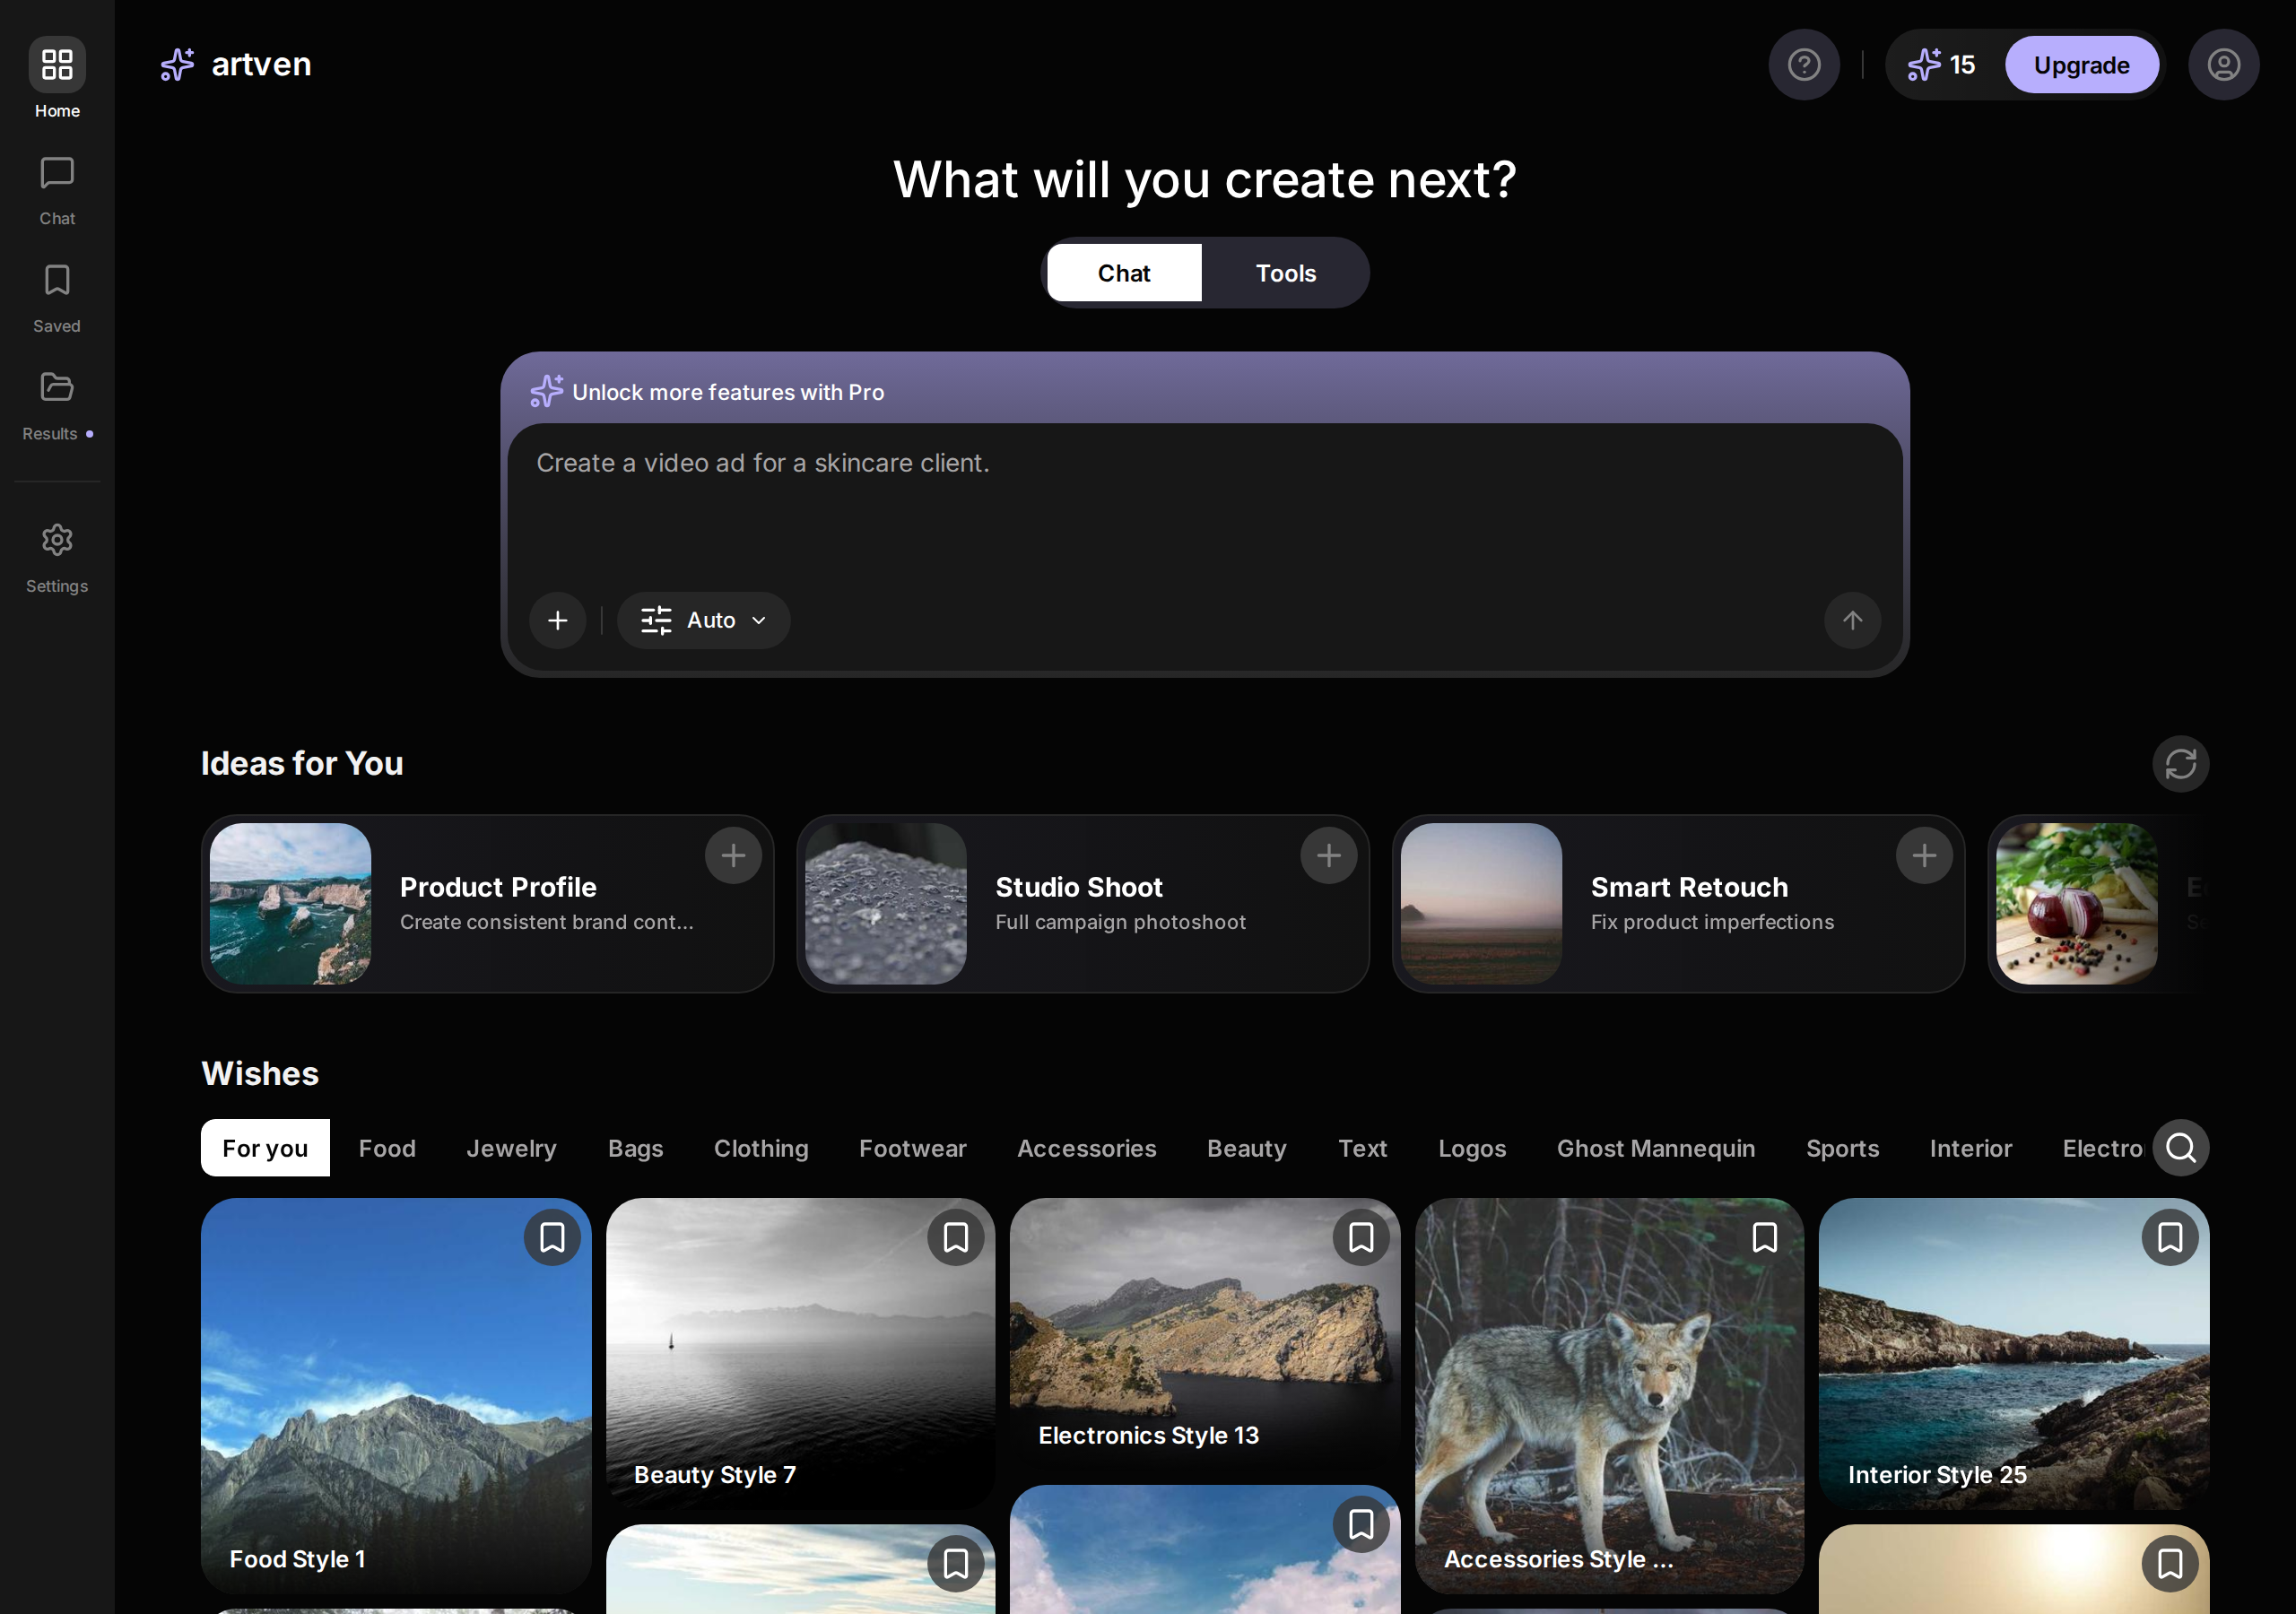 artven
15
Upgrade
Home
Chat
Saved
Results
Settings
What will you create next?
Chat
Tools
Unlock more features with Pro
Create a video ad for a skincare client.
Auto
Ideas for You
Product Profile
Create consistent brand cont...
Studio Shoot
Full campaign photoshoot
Smart Retouch
Fix product imperfections
Wishes
For you
Food
Jewelry
Bags
Clothing
Footwear
Accessories
Beauty
Text
Logos
Ghost Mannequin
Sports
Interior
Electro
Food Style 1
Beauty Style 7
Electronics Style 13
Accessories Style ...
Interior Style 25